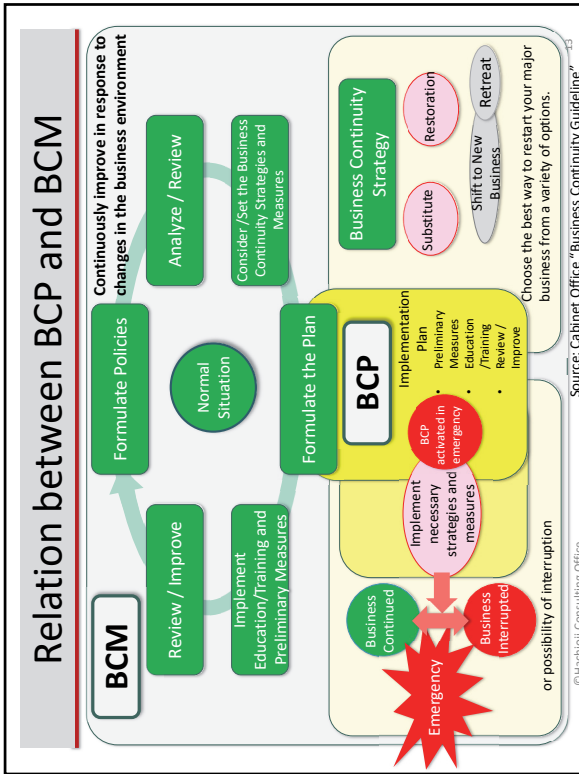 Relation between BCP and BCM
BCM
Continuously improve in response to
changes in the business environment
Formulate Policies
Analyze / Review
Consider /Set the Business
Continuity Strategies and
Measures
Formulate the Plan
Implement
Education/Training and
Preliminary Measures
Review / Improve
Normal
Situation
BCP
Implementation
Plan
• Preliminary
Measures
• Education
/Training
• Review /
Improve
BCP
activated in
emergency
Implement
necessary
strategies and
measures
Business
Continued
Business
Interrupted
Emergency
or possibility of interruption
Business Continuity
Strategy
Substitute
Restoration
Shift to New
Business
Retreat
Choose the best way to restart your major
business from a variety of options.
Source: Cabinet Office "Business Continuity Guideline"
13
©Hachioji Consulting Office